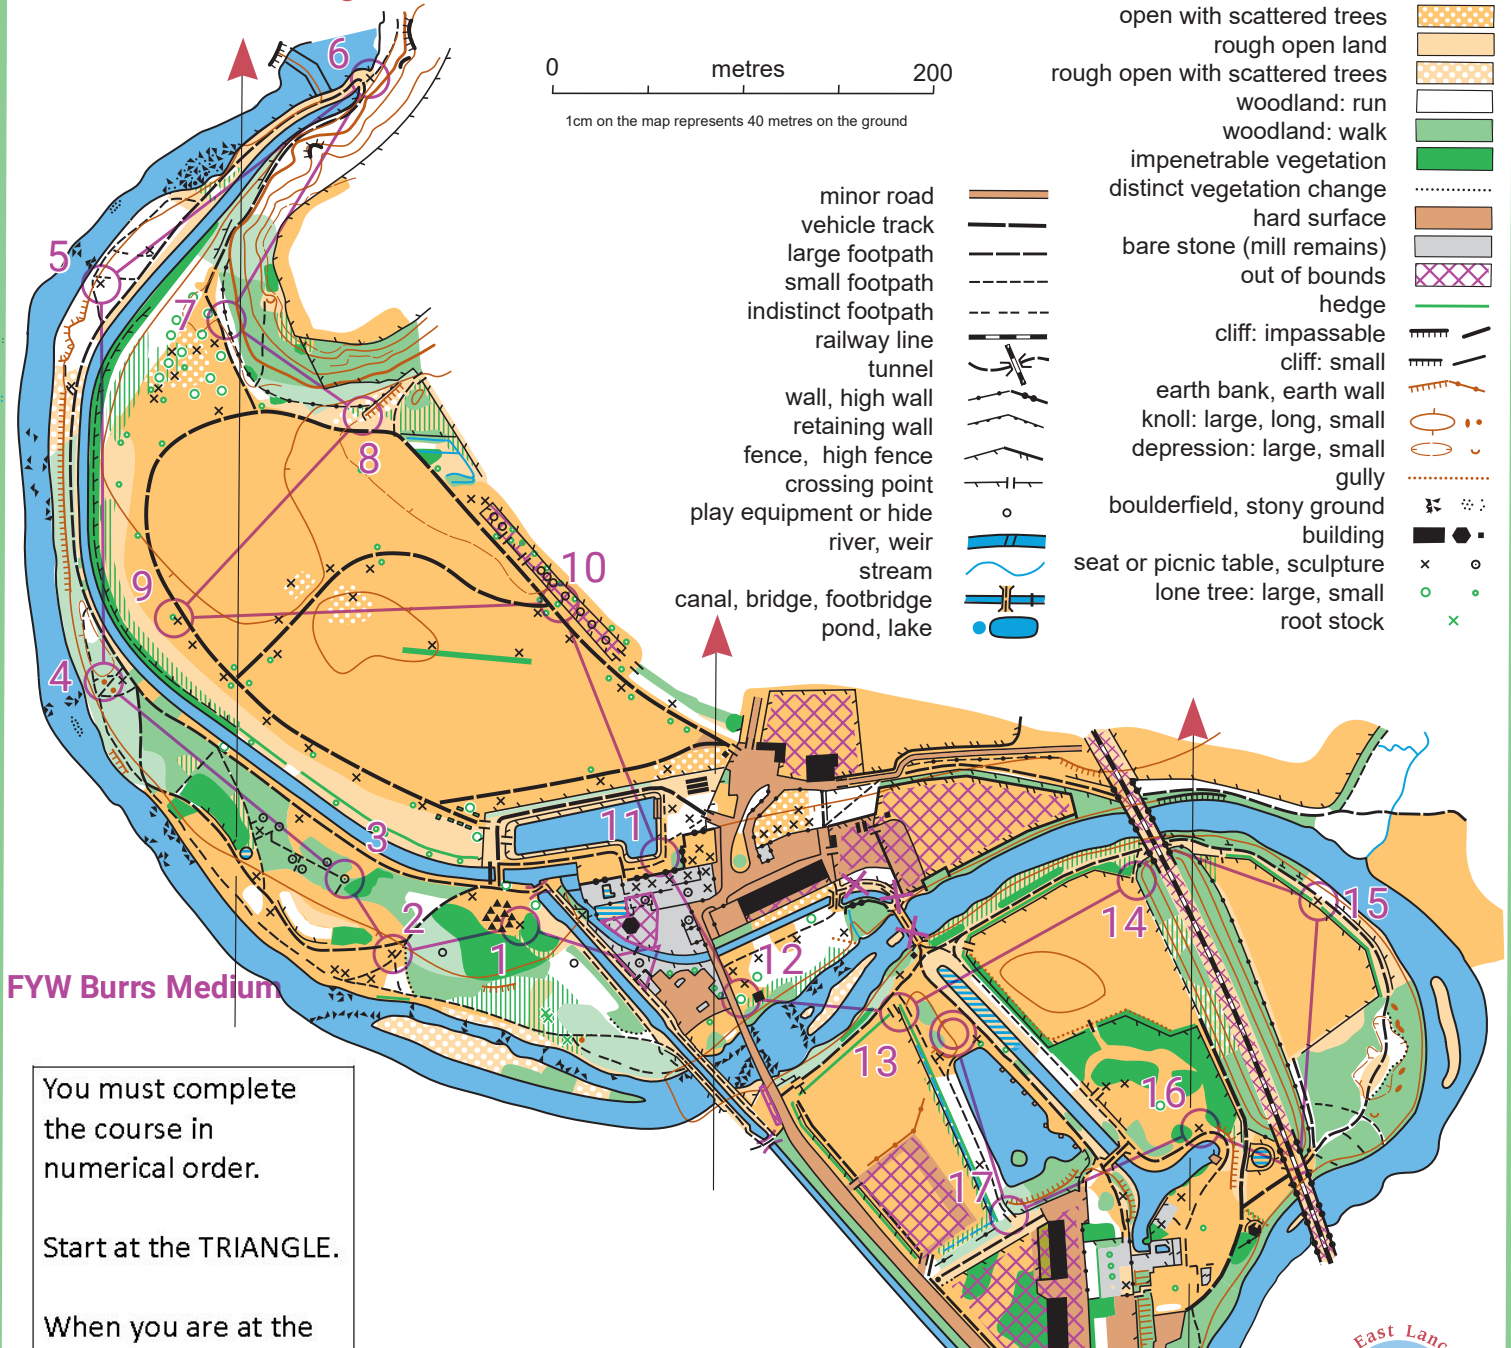 0 metres 200
1cm on the map represents 40 metres on the ground
open with scattered trees
rough open land
rough open with scattered trees
woodland: run
woodland: walk
impenetrable vegetation
distinct vegetation change
hard surface
bare stone (mill remains)
out of bounds
hedge
cliff: impassable
cliff: small
earth bank, earth wall
knoll: large, long, small
depression: large, small
gully
boulderfield, stony ground
building
seat or picnic table, sculpture
lone tree: large, small
root stock
minor road
vehicle track
large footpath
small footpath
indistinct footpath
railway line
tunnel
wall, high wall
retaining wall
fence, high fence
crossing point
play equipment or hide
river, weir
stream
canal, bridge, footbridge
pond, lake
6
5
7
8
9
10
4
3
11
2
1
12
13
14
15
16
17
FYW Burrs Medium
You must complete
the course in
numerical order.
Start at the TRIANGLE.
When you are at the
East Lanc